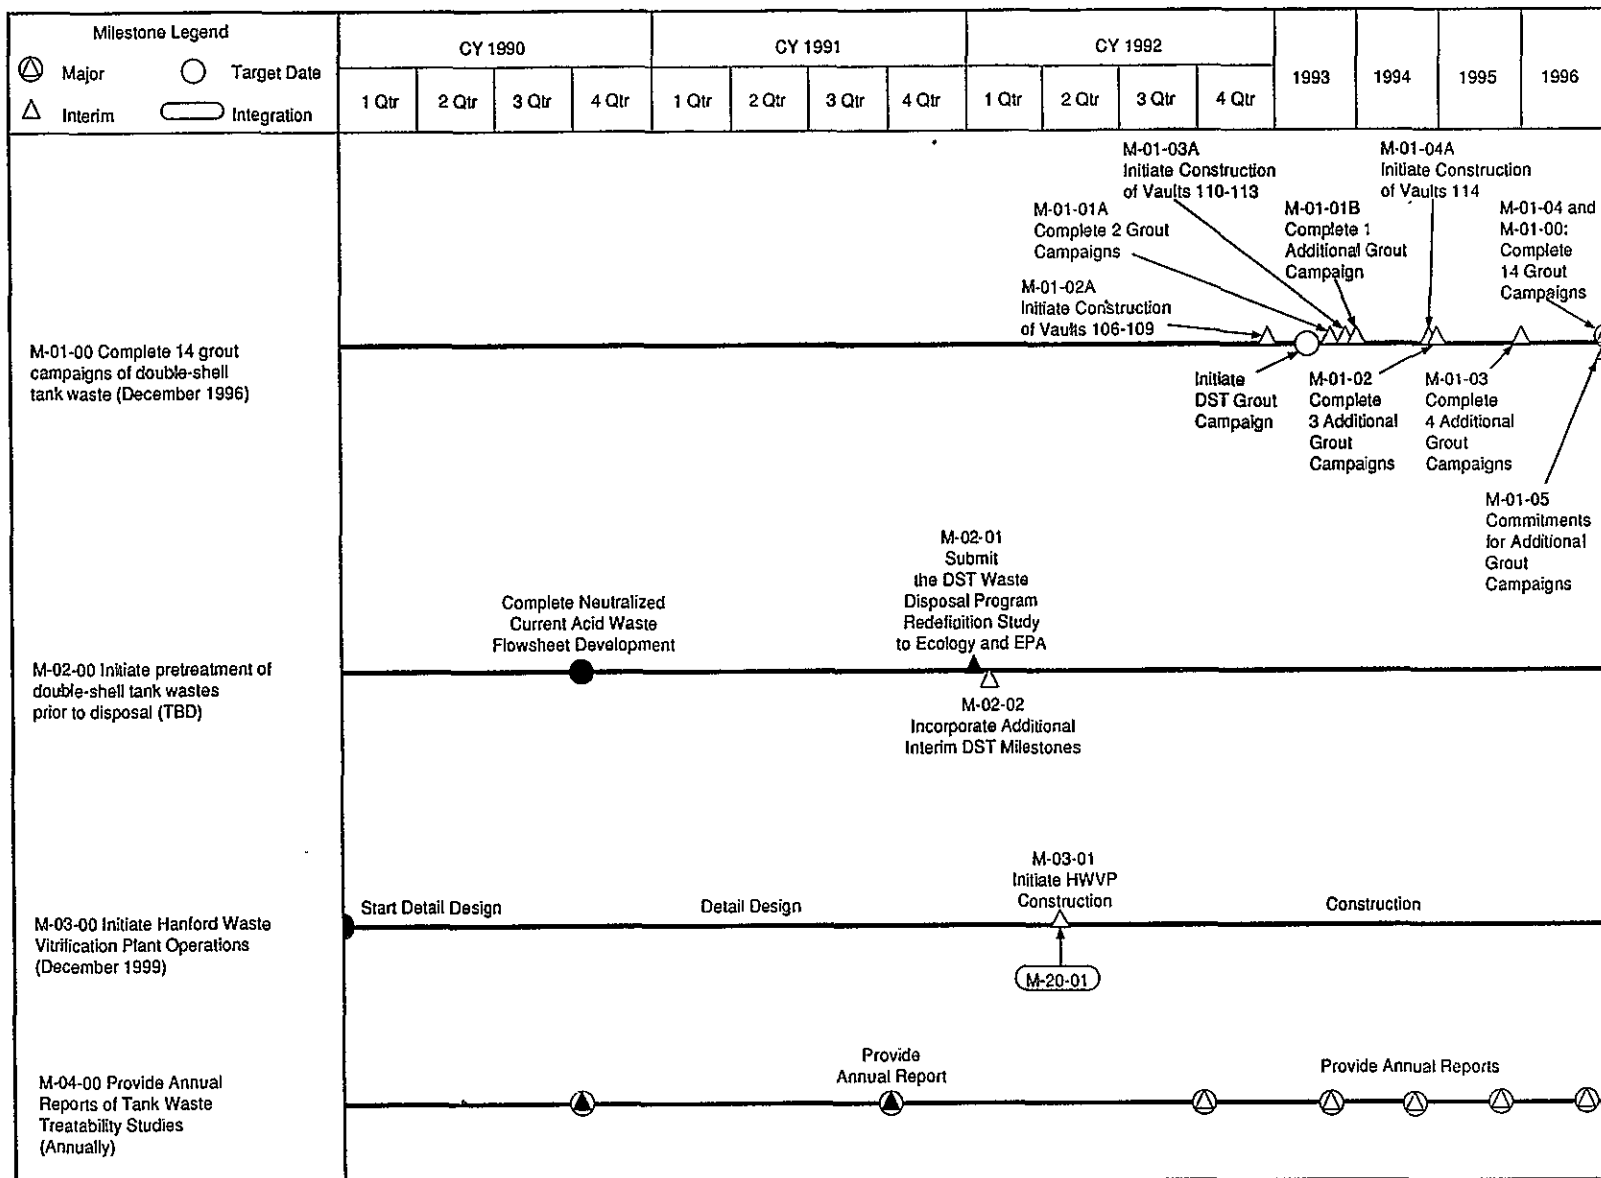 Milestone Legend
Major
Target Date
Interim
Integration
CY 1990
CY 1991
CY 1992
1993
1994
1995
1996
1 Qtr
2 Qtr
3 Qtr
4 Qtr
1 Qtr
2 Qtr
3 Qtr
4 Qtr
1 Qtr
2 Qtr
3 Qtr
4 Qtr
M-01-00 Complete 14 grout
campaigns of double-shell
tank waste (December 1996)
M-01-02A
Initiate Construction
of Vaults 106-109
M-01-01A
Complete 2 Grout
Campaigns
M-01-03A
Initiate Construction
of Vaults 110-113
M-01-01B
Complete 1
Additional Grout
Campaign
M-01-04A
Initiate Construction
of Vaults 114
M-01-04 and
M-01-00:
Complete
14 Grout
Campaigns
Initiate
DST Grout
Campaign
M-01-02
Complete
3 Additional
Grout
Campaigns
M-01-03
Complete
4 Additional
Grout
Campaigns
M-01-05
Commitments
for Additional
Grout
Campaigns
M-02-00 Initiate pretreatment of
double-shell tank wastes
prior to disposal (TBD)
Complete Neutralized
Current Acid Waste
Flowsheet Development
M-02-01
Submit
the DST Waste
Disposal Program
Redefinition Study
to Ecology and EPA
M-02-02
Incorporate Additional
Interim DST Milestones
M-03-00 Initiate Hanford Waste
Vitrification Plant Operations
(December 1999)
Start Detail Design
Detail Design
M-03-01
Initiate HWVP
Construction
Construction
M-20-01
M-04-00 Provide Annual
Reports of Tank Waste
Treatability Studies
(Annually)
Provide
Annual Report
Provide Annual Reports